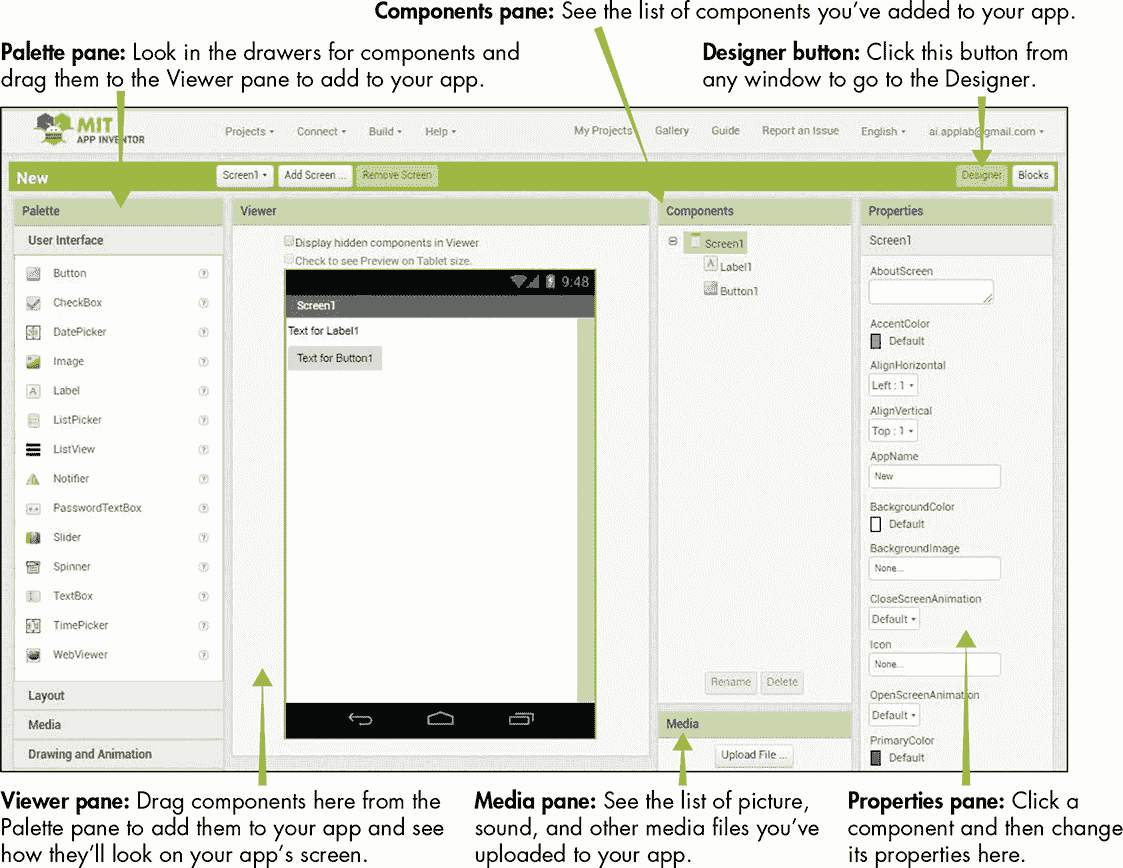 Components pane: See the list of components you've added to your app.
Palette pane: Look in the drawers for components and
drag them to the Viewer pane to add to your app.
Designer button: Click this button from
any window to go to the Designer.
MIT
APP INVENTOR
Projects
Connect
Build
Help
My Projects
Gallery
Guide
Report an Issue
English
ai.applab@gmail.com
New
Screen1
Add Screen ...
Remove Screen
Designer
Blocks
Palette
User Interface
Button
CheckBox
DatePicker
Image
Label
ListPicker
ListView
Notifier
PasswordTextBox
Slider
Spinner
TextBox
TimePicker
WebViewer
Layout
Media
Drawing and Animation
Viewer
Display hidden components in Viewer
Check to see Preview on Tablet size.
9:48
Screen1
Text for Label1
Text for Button1
Components
Screen1
A Label1
Button1
Rename
Delete
Media
Upload File ...
Properties
Screen1
AboutScreen
AccentColor
Default
AlignHorizontal
Left : 1
AlignVertical
Top : 1
AppName
New
BackgroundColor
Default
BackgroundImage
None...
CloseScreenAnimation
Default
Icon
None...
OpenScreenAnimation
Default
PrimaryColor
Default
Viewer pane: Drag components here from the
Palette pane to add them to your app and see
how they'll look on your app's screen.
Media pane: See the list of picture,
sound, and other media files you've
uploaded to your app.
Properties pane: Click a
component and then change
its properties here.